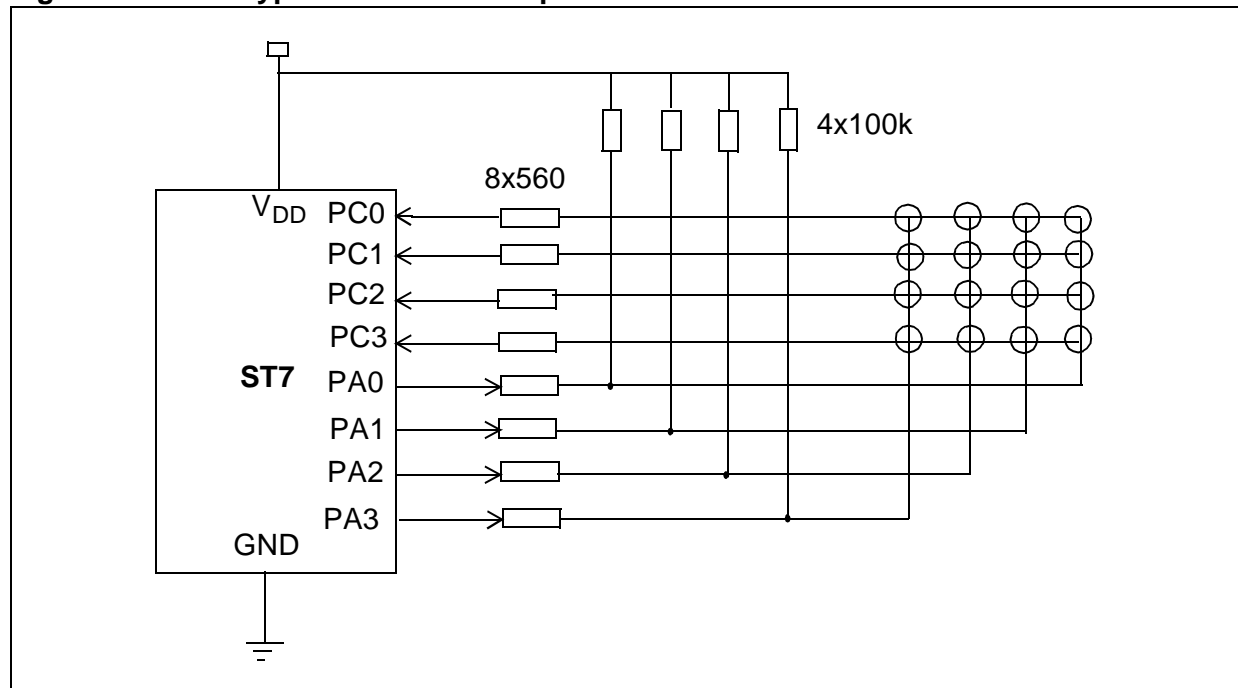 4x100k
8x560
VDD
PC0
PC1
PC2
PC3
ST7
PA0
PA1
PA2
PA3
GND